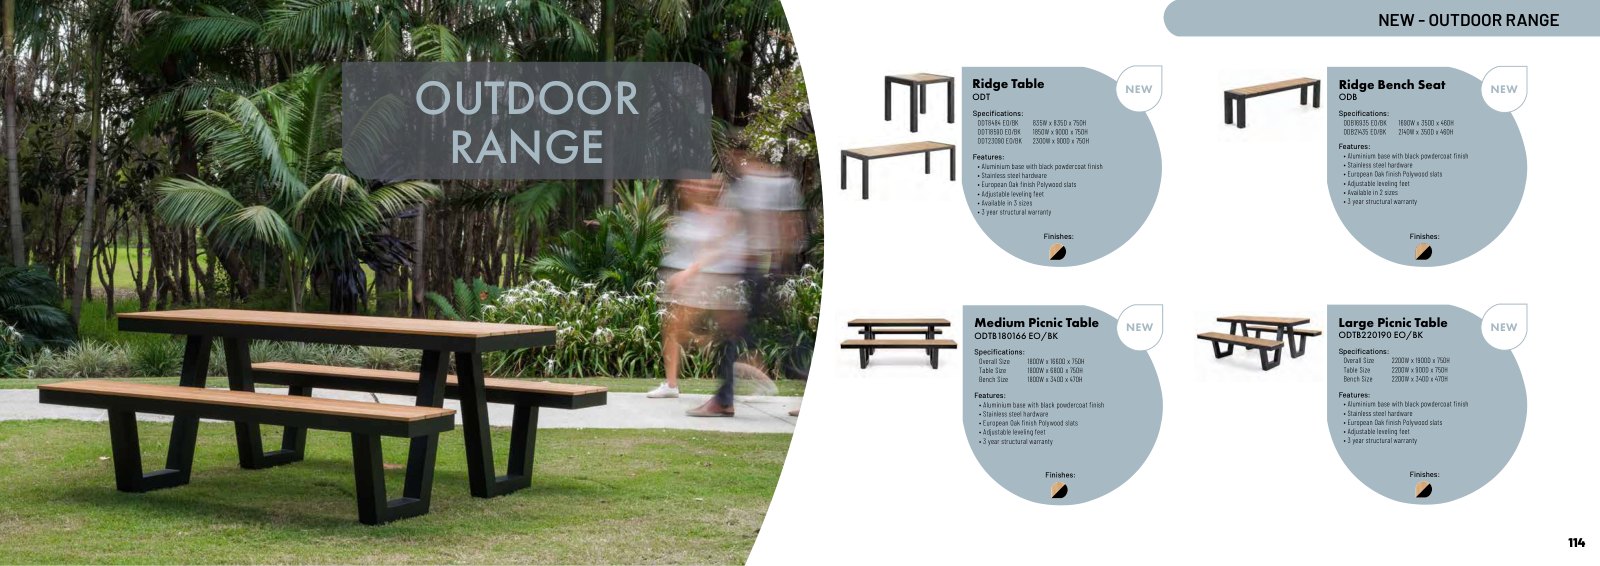 OUTDOOR
RANGE
NEW - OUTDOOR RANGE
Ridge Table
ODT
NEW
Specifications:
ODT8484 EO/BK 835W x 835D x 750H
ODT18590 EO/BK 1850W x 900D x 750H
ODT23090 EO/BK 2300W x 900D x 750H
Features:
• Aluminium base with black powdercoat finish
• Stainless steel hardware
• European Oak finish Polywood slats
• Adjustable leveling feet
• Available in 3 sizes
• 3 year structural warranty
Finishes:
Ridge Bench Seat
ODB
NEW
Specifications:
ODB16935 EO/BK 1690W x 350D x 460H
ODB21435 EO/BK 2140W x 350D x 460H
Features:
• Aluminium base with black powdercoat finish
• Stainless steel hardware
• European Oak finish Polywood slats
• Adjustable leveling feet
• Available in 2 sizes
• 3 year structural warranty
Finishes:
Medium Picnic Table
ODTB180166 EO/BK
NEW
Specifications:
Overall Size 1800W x 1660D x 750H
Table Size 1800W x 680D x 750H
Bench Size 1800W x 340D x 470H
Features:
• Aluminium base with black powdercoat finish
• Stainless steel hardware
• European Oak finish Polywood slats
• Adjustable leveling feet
• 3 year structural warranty
Finishes:
Large Picnic Table
ODTB220190 EO/BK
NEW
Specifications:
Overall Size 2200W x 1900D x 750H
Table Size 2200W x 900D x 750H
Bench Size 2200W x 340D x 470H
Features:
• Aluminium base with black powdercoat finish
• Stainless steel hardware
• European Oak finish Polywood slats
• Adjustable leveling feet
• 3 year structural warranty
Finishes:
114